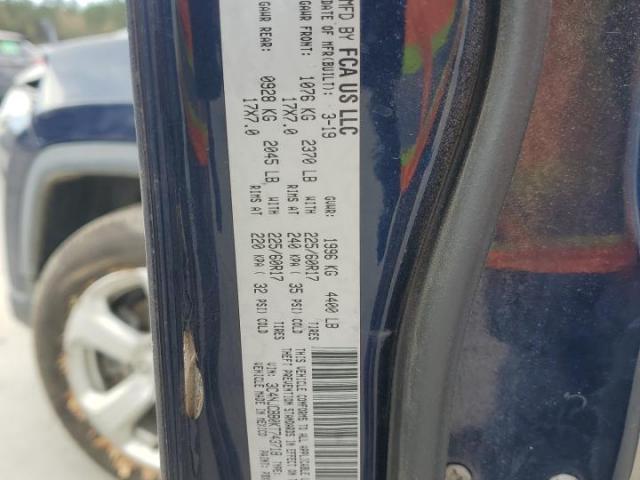 MFD BY FCA US LLC
DATE OF MFR(BUILT): 3-19 GVWR: 1996 KG 4400 LB
GAWR FRONT: 1076 KG 2370 LB WITH 225/60R17 TIRES
17X7.0 RIMS AT 240 KPA ( 35 PSI) COLD
GAWR REAR: 0928 KG 2045 LB WITH 225/60R17 TIRES
17X7.0 RIMS AT 220 KPA ( 32 PSI) COLD
THIS VEHICLE CONFORMS TO ALL APPLICABLE
THEFT PREVENTION STANDARDS IN EFFECT ON
VIN: TYPE:
VEHICLE MADE IN MEXICO PAINT: